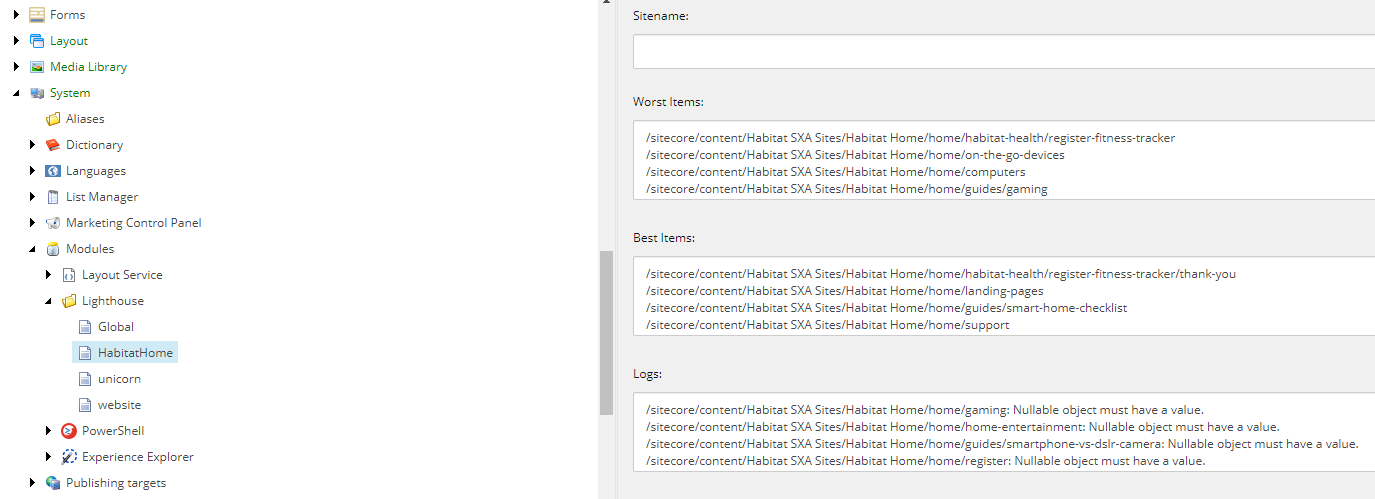 Forms
Layout
Media Library
System
Aliases
Dictionary
Languages
List Manager
Marketing Control Panel
Modules
Layout Service
Lighthouse
Global
HabitatHome
unicorn
website
PowerShell
Experience Explorer
Publishing targets
Sitename:
Worst Items:
/sitecore/content/Habitat SXA Sites/Habitat Home/home/habitat-health/register-fitness-tracker
/sitecore/content/Habitat SXA Sites/Habitat Home/home/on-the-go-devices
/sitecore/content/Habitat SXA Sites/Habitat Home/home/computers
/sitecore/content/Habitat SXA Sites/Habitat Home/home/guides/gaming
Best Items:
/sitecore/content/Habitat SXA Sites/Habitat Home/home/habitat-health/register-fitness-tracker/thank-you
/sitecore/content/Habitat SXA Sites/Habitat Home/home/landing-pages
/sitecore/content/Habitat SXA Sites/Habitat Home/home/guides/smart-home-checklist
/sitecore/content/Habitat SXA Sites/Habitat Home/home/support
Logs:
/sitecore/content/Habitat SXA Sites/Habitat Home/home/gaming: Nullable object must have a value.
/sitecore/content/Habitat SXA Sites/Habitat Home/home/home-entertainment: Nullable object must have a value.
/sitecore/content/Habitat SXA Sites/Habitat Home/home/guides/smartphone-vs-dslr-camera: Nullable object must have a value.
/sitecore/content/Habitat SXA Sites/Habitat Home/home/register: Nullable object must have a value.